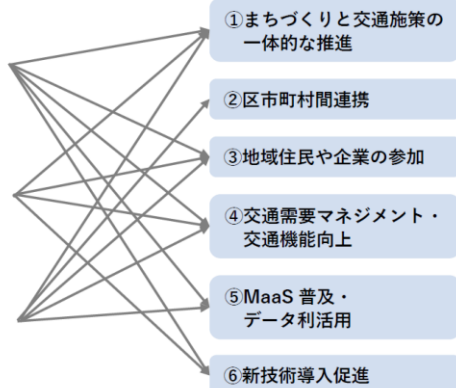 ①まちづくりと交通施策の
一体的な推進
②区市町村間連携
③地域住民や企業の参加
④交通需要マネジメント・
交通機能向上
⑤MaaS 普及・
データ利活用
⑥新技術導入促進